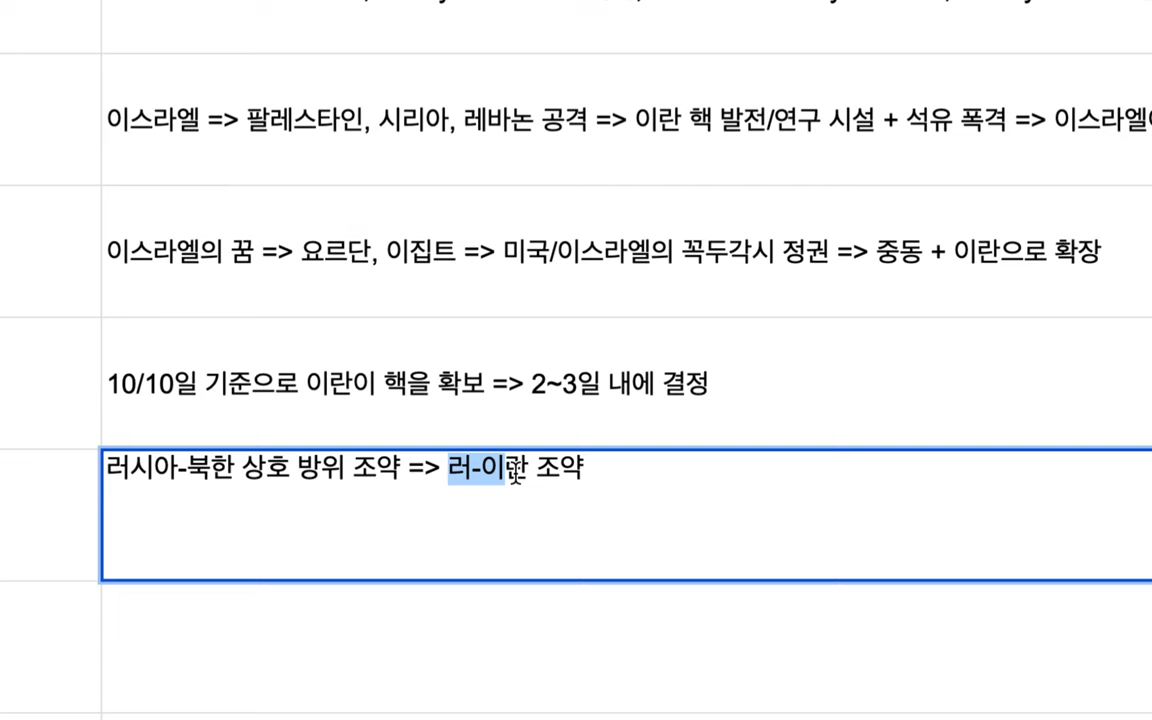 이스라엘 => 팔레스타인, 시리아, 레바논 공격 => 이란 핵 발전/연구 시설 + 석유 폭격 => 이스라엘
이스라엘의 꿈 => 요르단, 이집트 => 미국/이스라엘의 꼭두각시 정권 => 중동 + 이란으로 확장
10/10일 기준으로 이란이 핵을 확보 => 2~3일 내에 결정
러시아-북한 상호 방위 조약 => 러-이란 조약